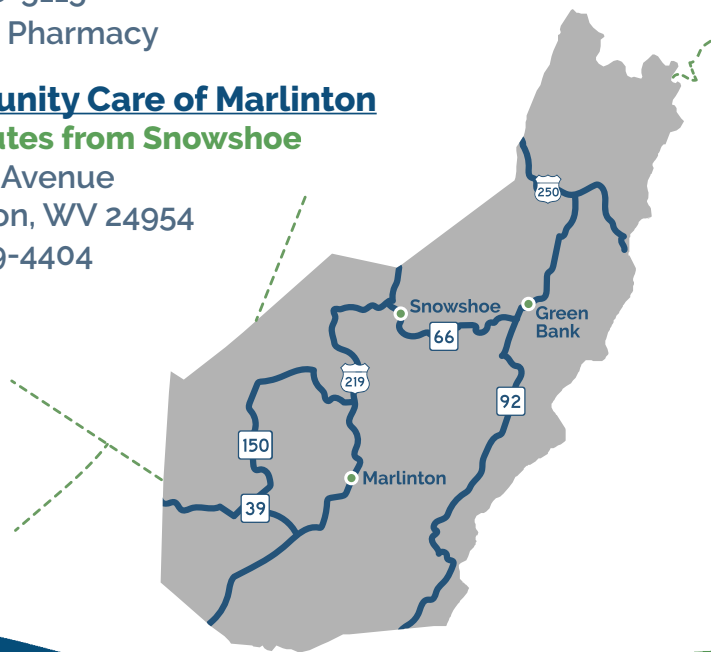 Pharmacy
unity Care of Marlinton
utes from Snowshoe
Avenue
on, WV 24954
9-4404
250
Snowshoe
Green
Bank
66
219
92
150
Marlinton
39